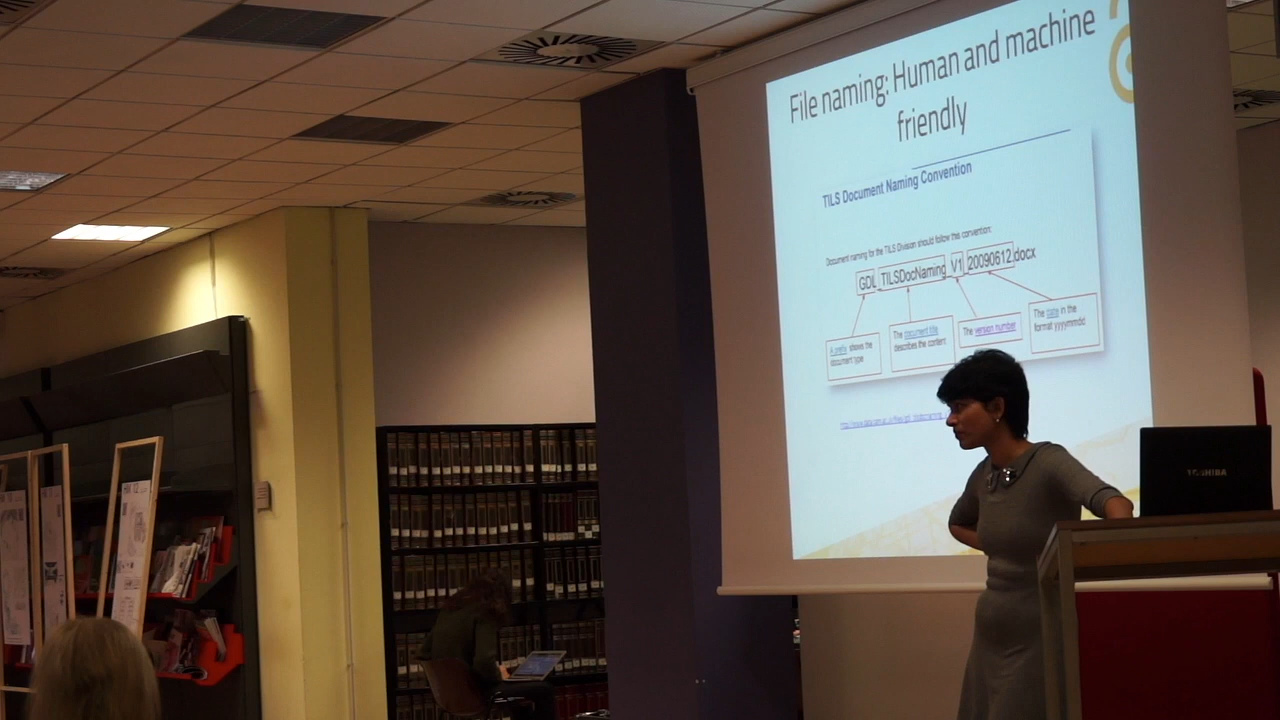 File naming: Human and machine
friendly
TILS Document Naming Convention
Document naming for the TILS Division should follow this convention:
GDL TILSDocNaming V1 20090612.docx
A prefix shows the
document type
The document title
describes the content
The version number
The date in the
format yyyymmdd
TOSHIBA